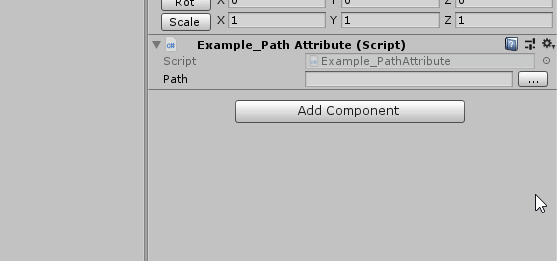 Rot X 0 Y 0 Z 0
Scale X 1 Y 1 Z 1
Example_Path Attribute (Script)
Script Example_PathAttribute
Path ...
Add Component